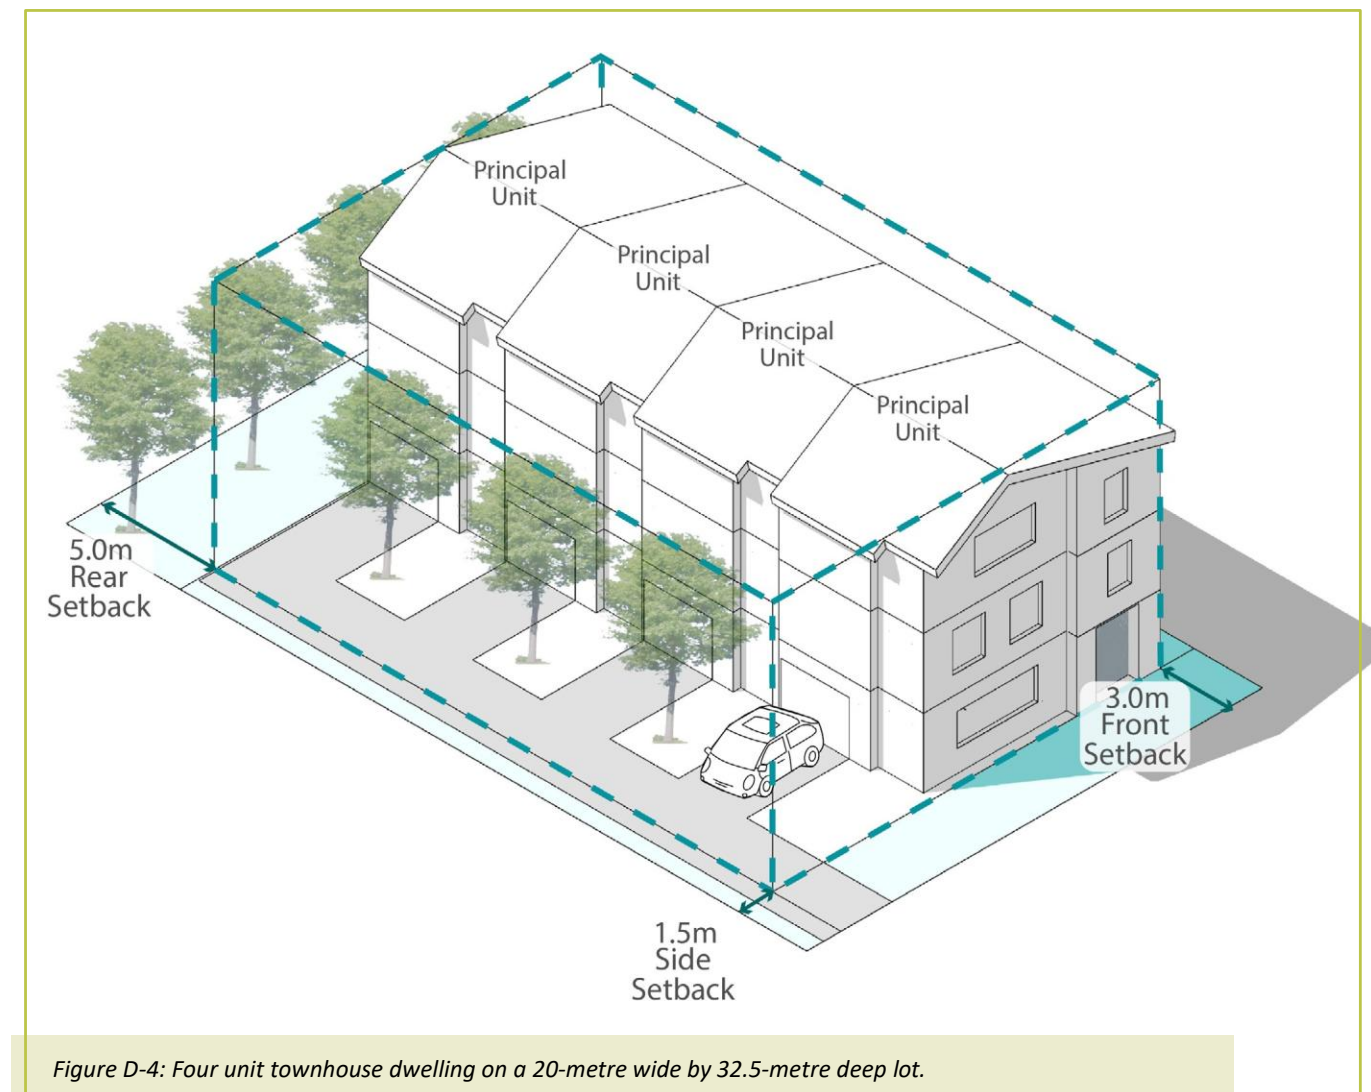 Principal
Unit
Principal
Unit
Principal
Unit
Principal
Unit
5.0m
Rear
Setback
3.0m
Front
Setback
1.5m
Side
Setback
Figure D-4: Four unit townhouse dwelling on a 20-metre wide by 32.5-metre deep lot.